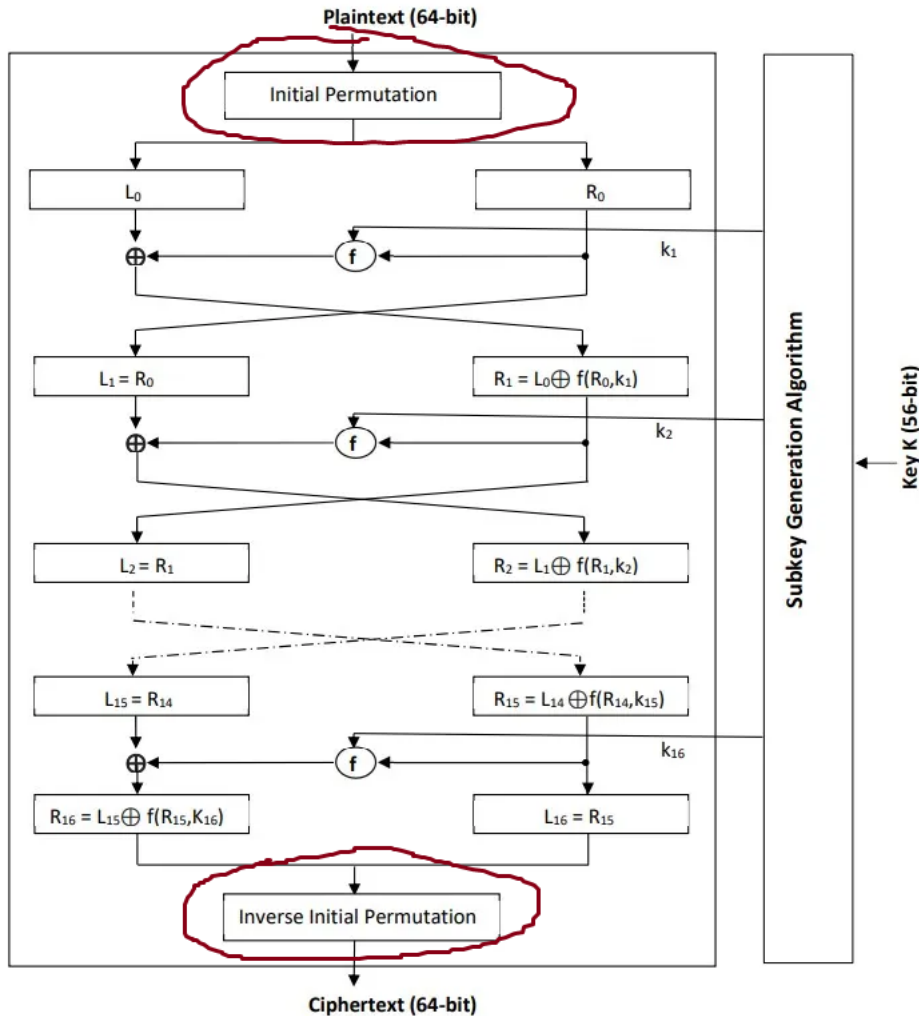 Plaintext (64-bit)
Initial Permutation
L₀
R₀
f
k₁
L₁ = R₀
R₁ = L₀⊕ f(R₀,k₁)
f
k₂
L₂ = R₁
R₂ = L₁⊕ f(R₁,k₂)
L₁₅ = R₁₄
R₁₅ = L₁₄ ⊕f(R₁₄,k₁₅)
f
k₁₆
R₁₆ = L₁₅⊕ f(R₁₅,K₁₆)
L₁₆ = R₁₅
Inverse Initial Permutation
Ciphertext (64-bit)
Subkey Generation Algorithm
Key K (56-bit)